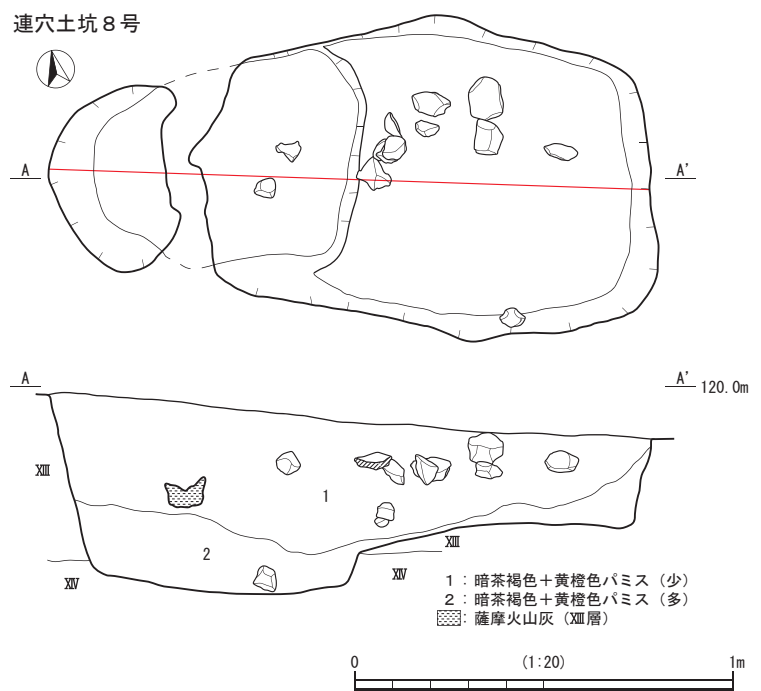 連穴土坑８号
A
A'
A
A'
120.0m
ⅩⅢ
1
2
ⅩⅢ
ⅩⅣ
ⅩⅣ
1：暗茶褐色＋黄橙色パミス（少）
2：暗茶褐色＋黄橙色パミス（多）
：薩摩火山灰（ⅩⅢ層）
0
(1:20)
1m